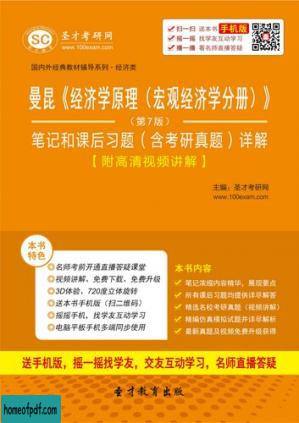 SC
圣才考研网
www.100exam.com
扫一扫 送本书 手机版
摇一摇 找学友互动学习
播一播 看名师直播答疑
国内外经典教材辅导系列·经济类
曼昆《经济学原理（宏观经济学分册）》
（第7版）
笔记和课后习题（含考研真题）详解
【附高清视频讲解】
主编：圣才考研网
www.100exam.com
本书特色
名师考前开通直播答疑课堂
视频讲解、免费下载、免费升级
3D体验，720度立体旋转
送本书手机版（扫二维码）
摇摇手机，找学友互动学习
电脑平板手机多端同步使用
本书内容
笔记浓缩内容精华，展现要点
所有课后习题均提供详尽解答
精选名校考研真题（视频）
精编仿真模拟试题并详尽解析
最新真题及视频免费升级获得
送手机版，摇一摇找学友，交友互动学习，名师直播答疑
圣才教育出版
homeofpdf.com